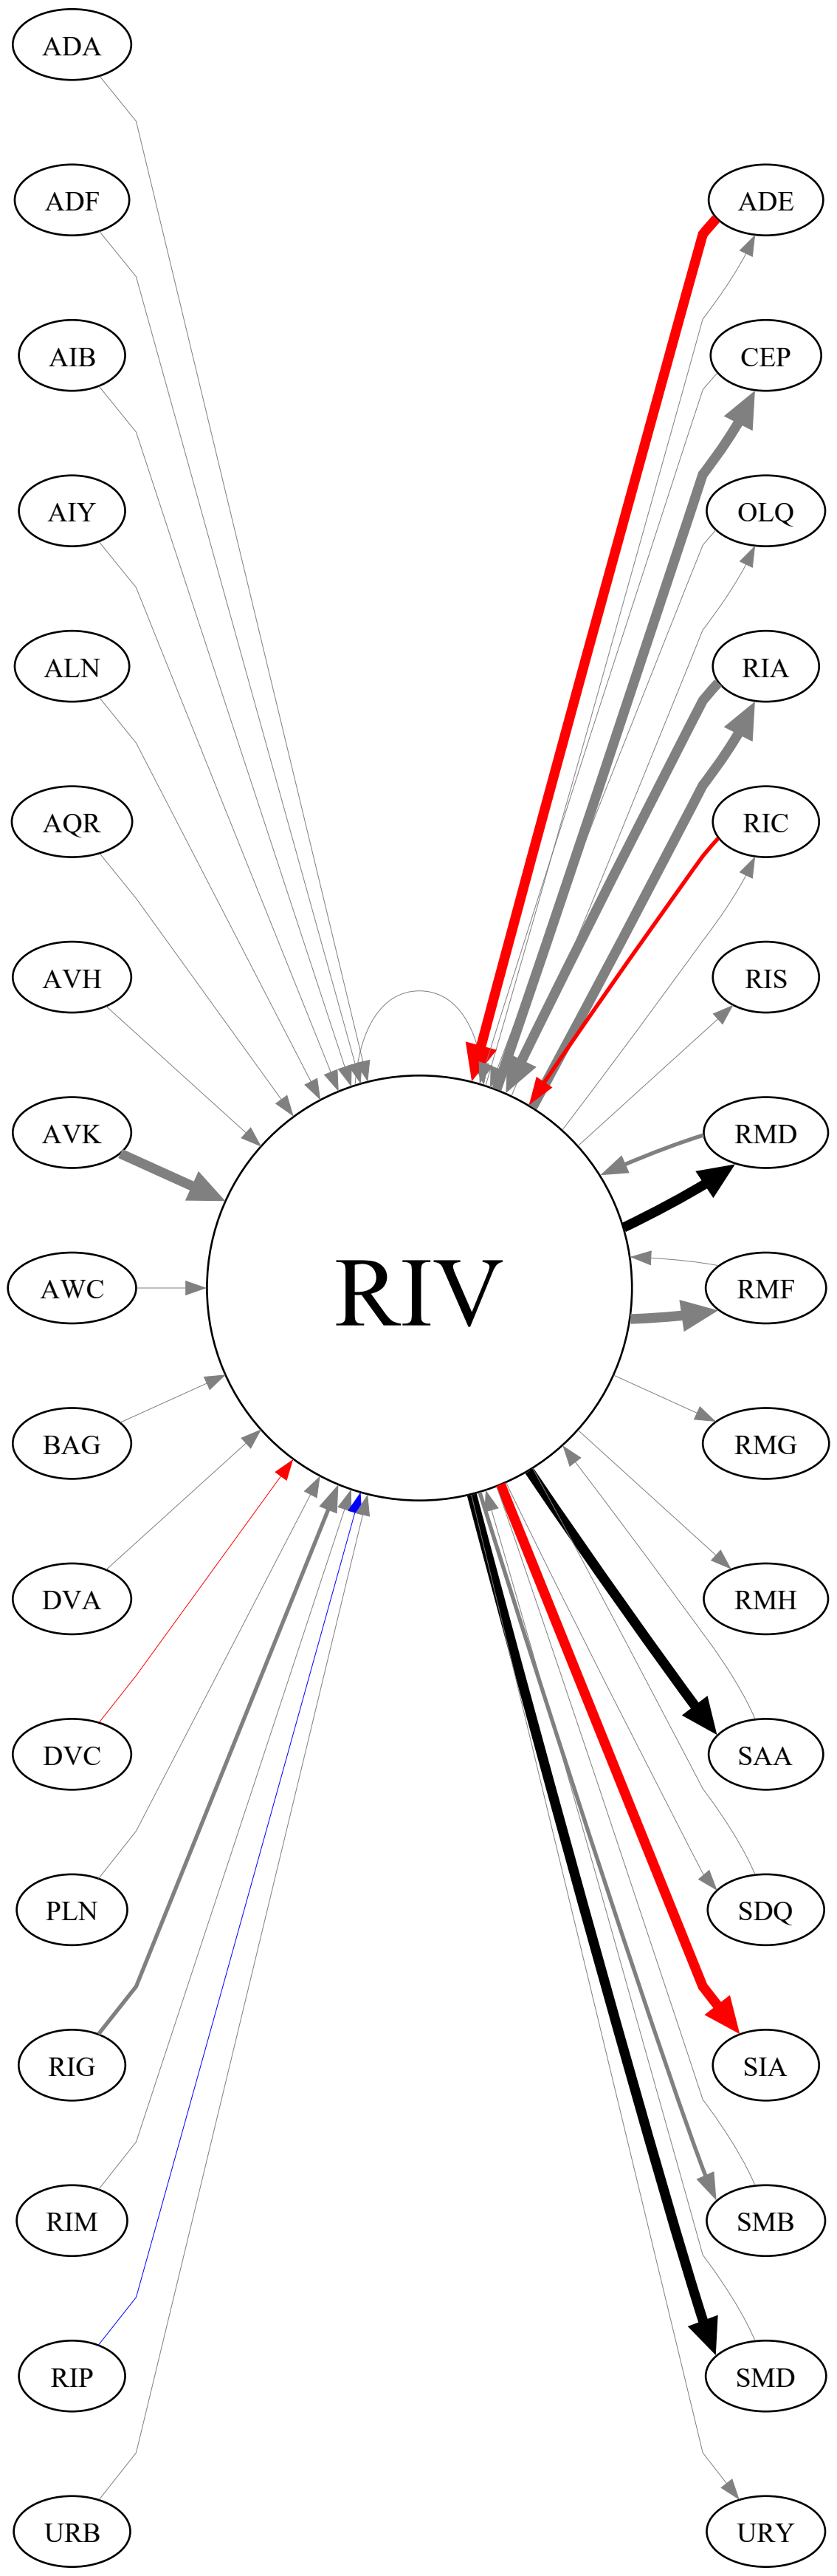 ADA
ADF
ADE
AIB
CEP
AIY
OLQ
ALN
RIA
AQR
RIC
AVH
RIS
AVK
RMD
AWC
RIV
RMF
BAG
RMG
DVA
RMH
DVC
SAA
PLN
SDQ
RIG
SIA
RIM
SMB
RIP
SMD
URB
URY